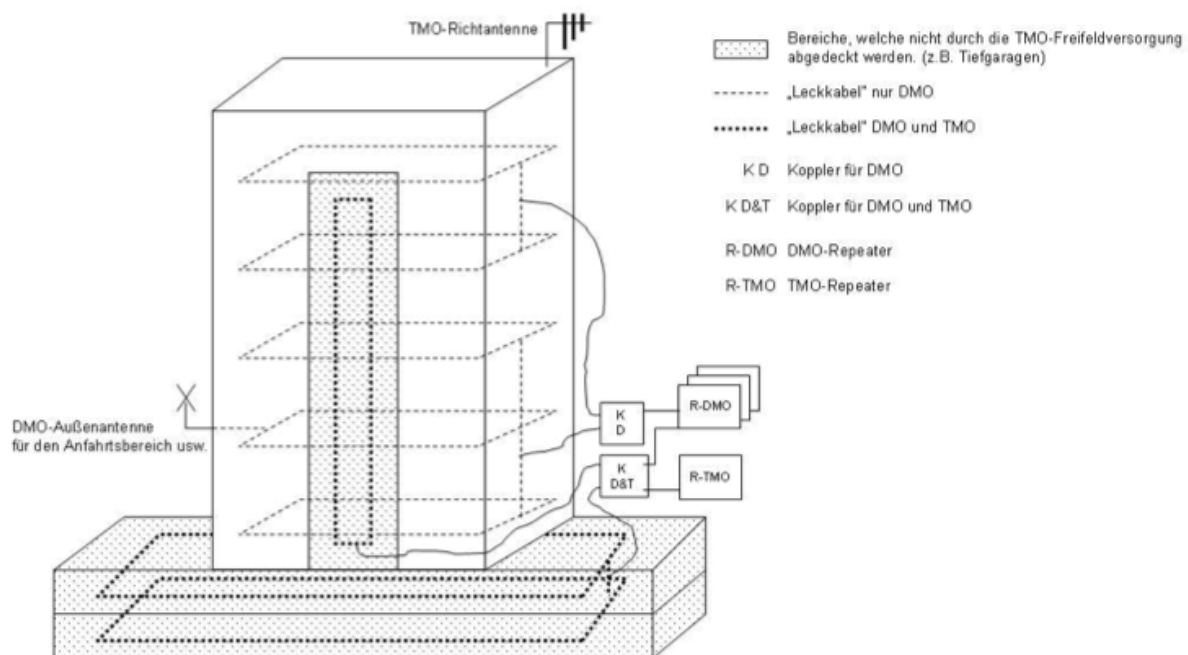 TMO-Richtantenne
Bereiche, welche nicht durch die TMO-Freifeldversorgung
abgedeckt werden. (z.B. Tiefgaragen)
„Leckkabel" nur DMO
„Leckkabel" DMO und TMO
K D Koppler für DMO
K D&T Koppler für DMO und TMO
R-DMO DMO-Repeater
R-TMO TMO-Repeater
DMO-Außenantenne
für den Anfahrtsbereich usw.
K
D
R-DMO
K
D&T
R-TMO